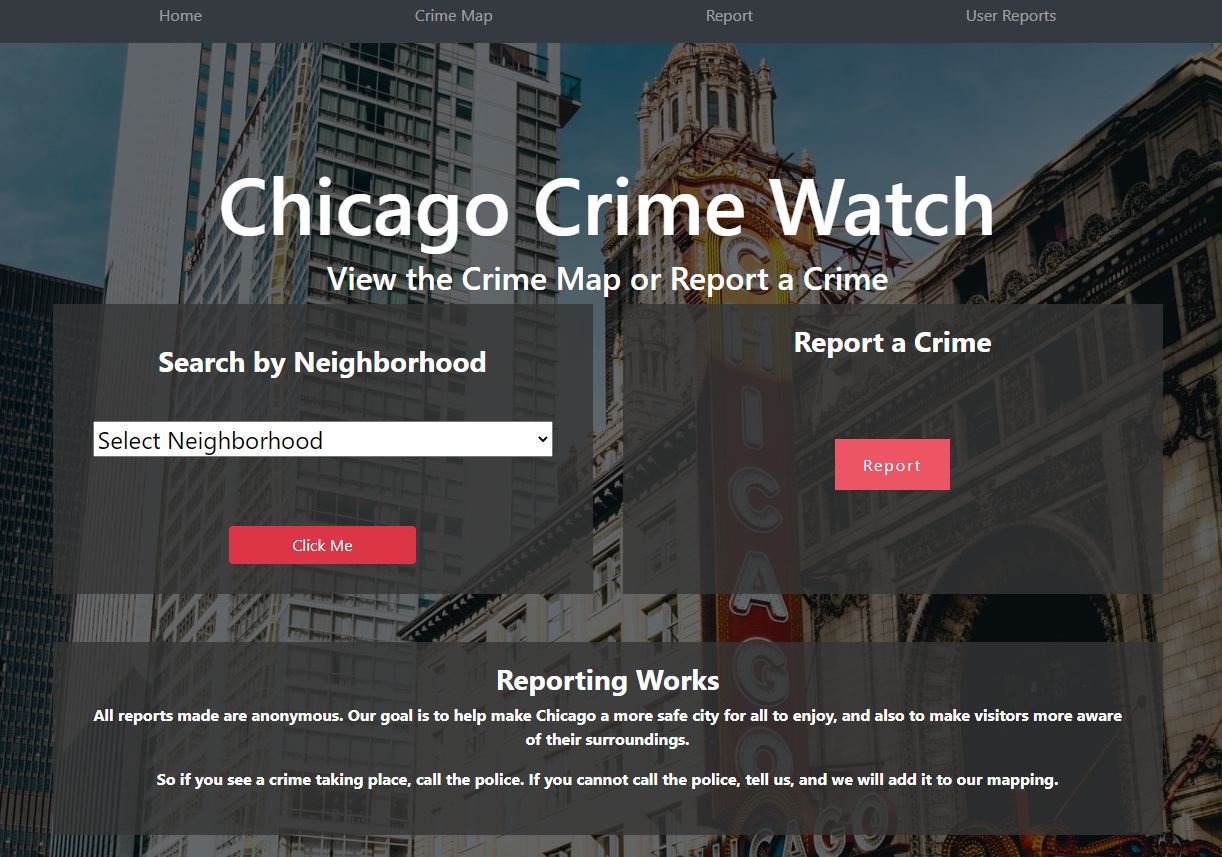 Home Crime Map Report User Reports
Chicago Crime Watch
View the Crime Map or Report a Crime
Search by Neighborhood
Select Neighborhood
Click Me
Report a Crime
Report
Reporting Works
All reports made are anonymous. Our goal is to help make Chicago a more safe city for all to enjoy, and also to make visitors more aware
of their surroundings.
So if you see a crime taking place, call the police. If you cannot call the police, tell us, and we will add it to our mapping.
CHASE
CHICAGO
CHICAGO